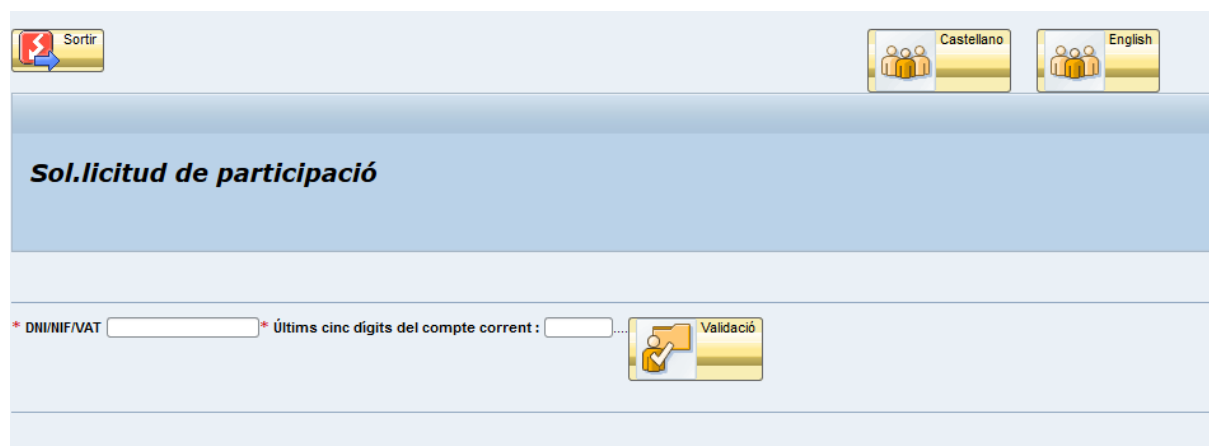 Sortir
Castellano
English
Sol.licitud de participació
* DNI/NIF/VAT * Últims cinc dígits del compte corrent : .... Validació